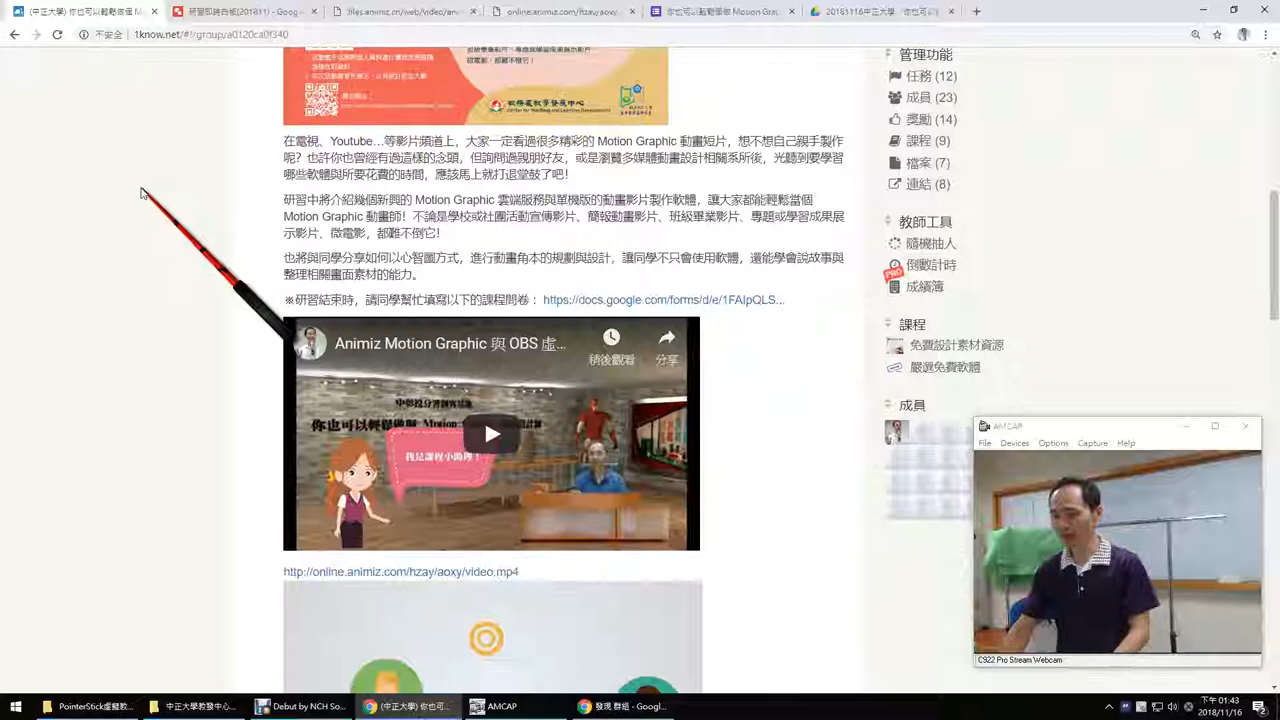 (中正大學) 你也可以輕鬆做個 M
研習即時白板(201811) - Goog
files.animiz.cn/web/video/an
online.animiz.com/hzay/aoxy/
你也可以輕鬆學個 Motion Gra
20181116中正大學 - 你也可以
不安全 | 1know.net/#!/group/a0120ca0f340
教務處教學發展中心
Center for Teaching and Learning Development
在電視、Youtube…等影片頻道上，大家一定看過很多精彩的 Motion Graphic 動畫短片，想不想自己親手製作
呢？也許你也曾經有過這樣的念頭，但詢問過親朋好友，或是瀏覽多媒體動畫設計相關系所後，光聽到要學習
哪些軟體與所要花費的時間，應該馬上就打退堂鼓了吧！
研習中將介紹幾個新興的 Motion Graphic 雲端服務與單機版的動畫影片製作軟體，讓大家都能輕鬆當個
Motion Graphic 動畫師！不論是學校或社團活動宣傳影片、簡報動畫影片、班級畢業影片、專題或學習成果展
示影片、微電影，都難不倒它！
也將與同學分享如何以心智圖方式，進行動畫角本的規劃與設計，讓同學不只會使用軟體，還能學會說故事與
整理相關畫面素材的能力。
※研習結束時，請同學幫忙填寫以下的課程問卷： https://docs.google.com/forms/d/e/1FAIpQLS...
Animiz Motion Graphic 與 OBS 虛...
稍後觀看
分享
我是課程小助理！
http://online.animiz.com/hzay/aoxy/video.mp4
管理功能
任務 (12)
成員 (23)
獎勵 (14)
課程 (9)
檔案 (7)
連結 (8)
教師工具
隨機抽人
倒數計時
PRO
成績簿
課程
免費設計素材資源
嚴選免費軟體
成員
AMCAP
File Devices Options Capture Help
C922 Pro Stream Webcam
PointerStick虛擬教...
中正大學教發中心...
Debut by NCH So...
(中正大學) 你也可...
AMCAP
發現 群組 - Googl...
下午 01:43
2018/11/16